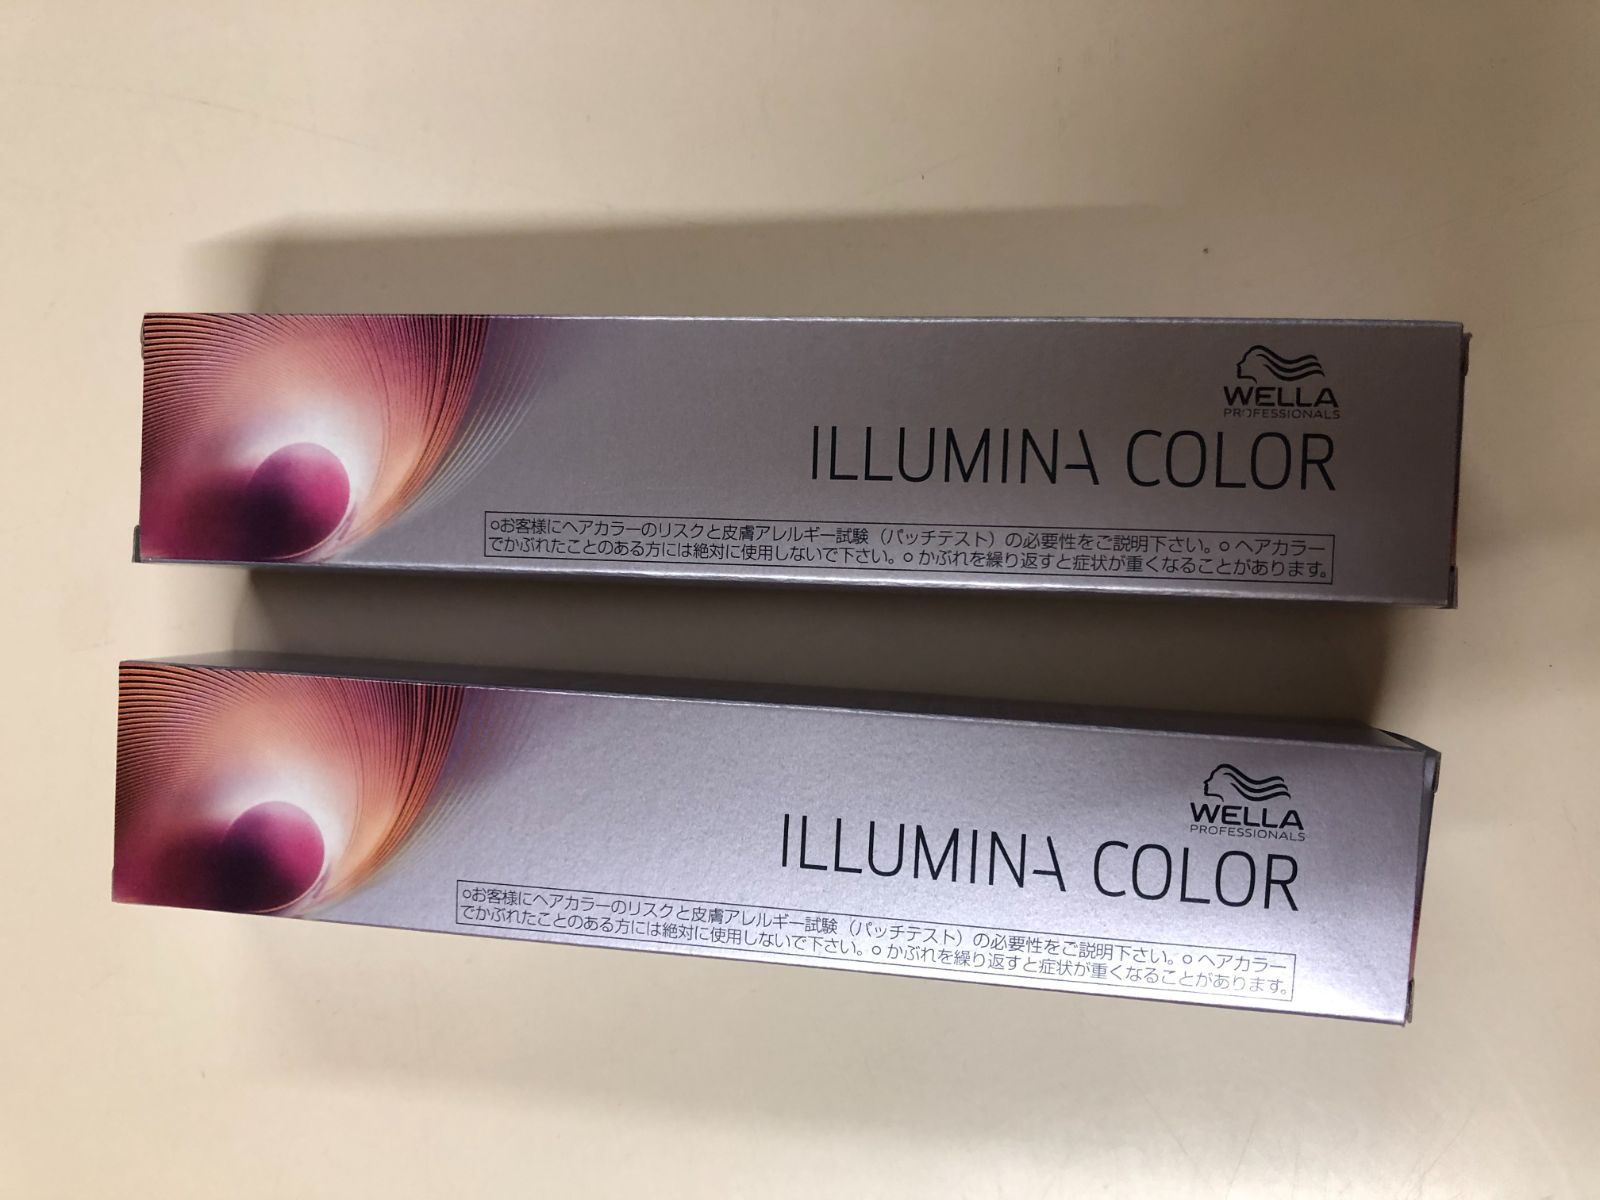 WELLA
PROFESSIONALS
ILLUMINA COLOR
○お客様にヘアカラーのリスクと皮膚アレルギー試験（パッチテスト）の必要性をご説明下さい。○ ヘアカラー
でかぶれたことのある方には絶対に使用しないで下さい。○ かぶれを繰り返すと症状が重くなることがあります。
WELLA
PROFESSIONALS
ILLUMINA COLOR
○お客様にヘアカラーのリスクと皮膚アレルギー試験（パッチテスト）の必要性をご説明下さい。○ ヘアカラー
でかぶれたことのある方には絶対に使用しないで下さい。○ かぶれを繰り返すと症状が重くなることがあります。